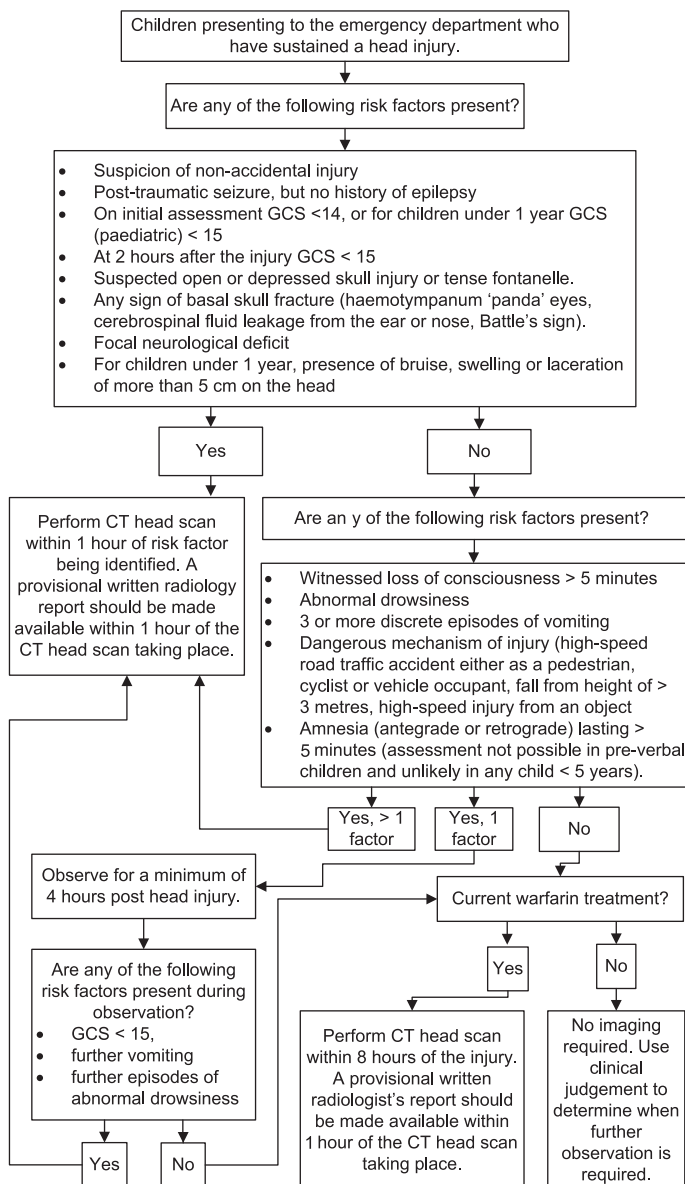 Children presenting to the emergency department who
have sustained a head injury.
Are any of the following risk factors present?
• Suspicion of non-accidental injury
• Post-traumatic seizure, but no history of epilepsy
• On initial assessment GCS <14, or for children under 1 year GCS
(paediatric) < 15
• At 2 hours after the injury GCS < 15
• Suspected open or depressed skull injury or tense fontanelle.
• Any sign of basal skull fracture (haemotympanum ‘panda’ eyes,
cerebrospinal fluid leakage from the ear or nose, Battle’s sign).
• Focal neurological deficit
• For children under 1 year, presence of bruise, swelling or laceration
of more than 5 cm on the head
Yes
No
Perform CT head scan
within 1 hour of risk factor
being identified. A
provisional written radiology
report should be made
available within 1 hour of the
CT head scan taking place.
Are an y of the following risk factors present?
• Witnessed loss of consciousness > 5 minutes
• Abnormal drowsiness
• 3 or more discrete episodes of vomiting
• Dangerous mechanism of injury (high-speed
road traffic accident either as a pedestrian,
cyclist or vehicle occupant, fall from height of >
3 metres, high-speed injury from an object
• Amnesia (antegrade or retrograde) lasting >
5 minutes (assessment not possible in pre-verbal
children and unlikely in any child < 5 years).
Yes, > 1
factor
Yes, 1
factor
No
Observe for a minimum of
4 hours post head injury.
Current warfarin treatment?
Are any of the following
risk factors present during
observation?
• GCS < 15,
• further vomiting
• further episodes of
abnormal drowsiness
Yes
No
Yes
No
Perform CT head scan
within 8 hours of the injury.
A provisional written
radiologist’s report should
be made available within
1 hour of the CT head scan
taking place.
No imaging
required. Use
clinical
judgement to
determine when
further
observation is
required.